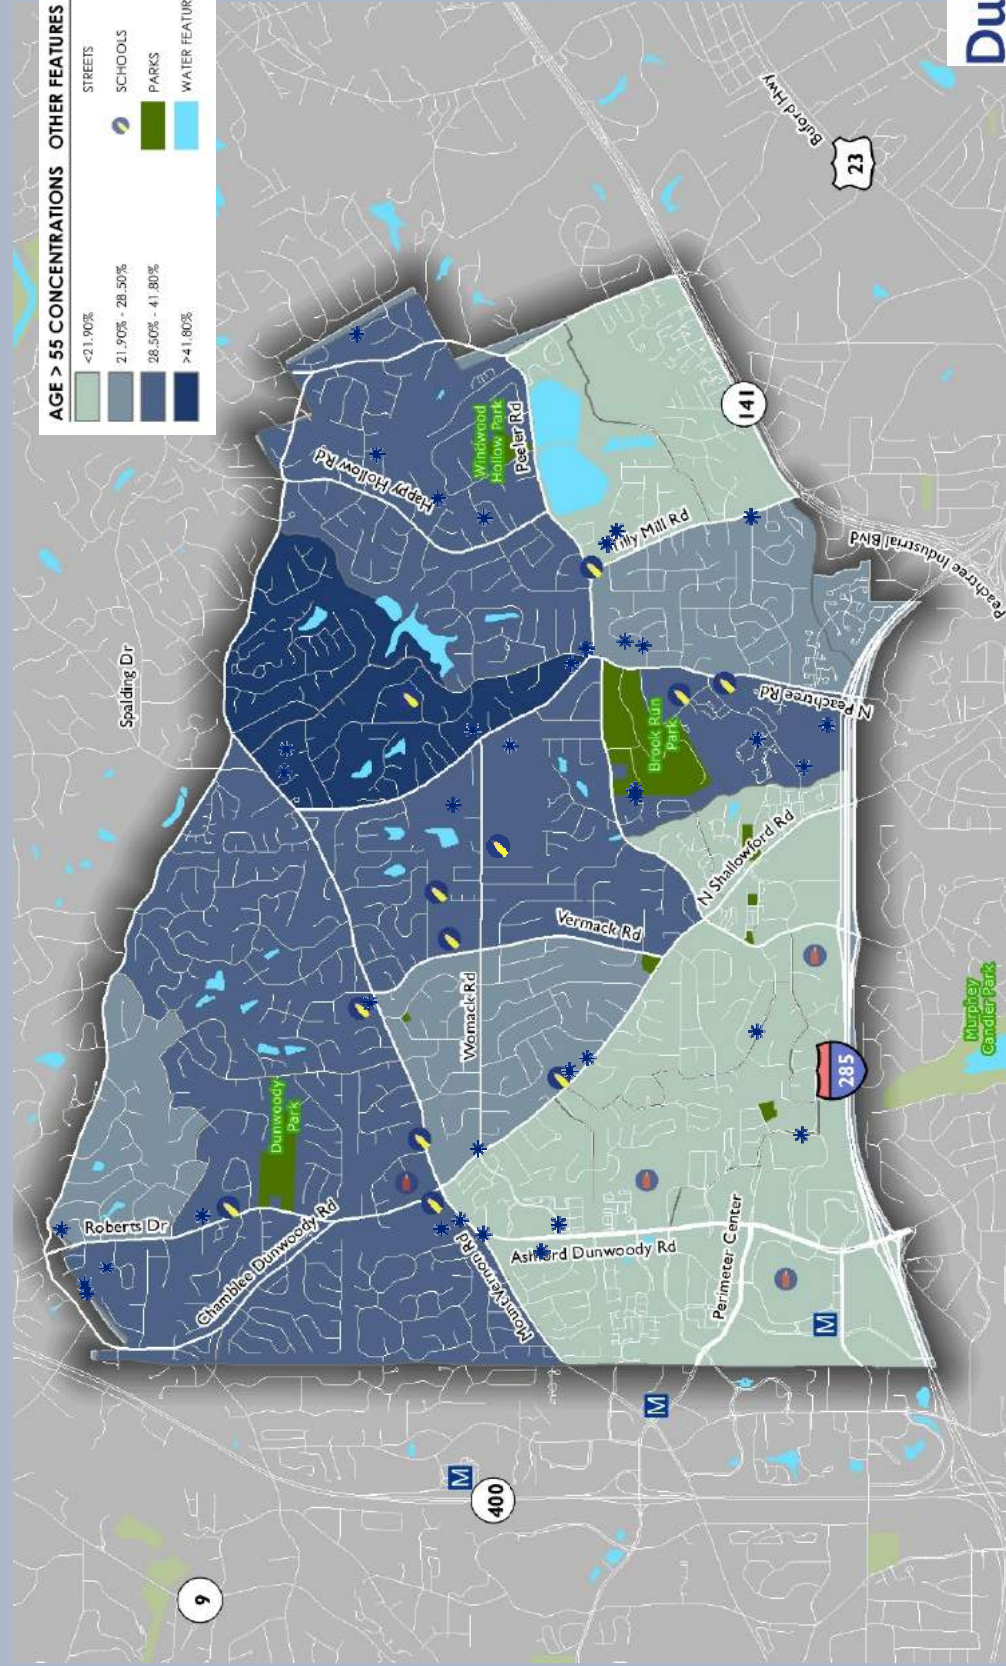 AGE > 55 CONCENTRATIONS
<21.90%
21.90% - 28.50%
28.50% - 41.80%
>41.80%
OTHER FEATURES
STREETS
SCHOOLS
PARKS
WATER FEATUR
Du
Spalding Dr
Happy Hollow Rd
Windwood
Hollow Park
Peeler Rd
Tilly Mill Rd
Buford Hwy
23
141
Peachtree Industrial Blvd
N Peachtree Rd
Brook Run
Park
N Shallowford Rd
Vermack Rd
Womack Rd
Dunwoody
Park
Roberts Dr
Chamblee Dunwoody Rd
Mount Vernon Rd
Ashford Dunwoody Rd
Perimeter Center
285
Murphey
Candler Park
M
M
M
400
9